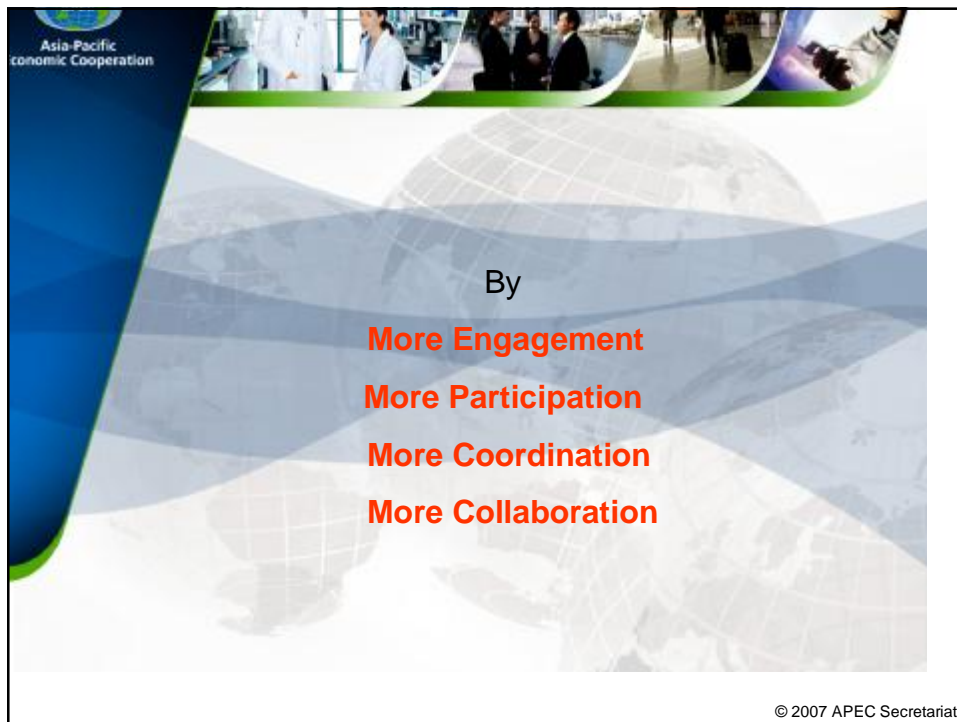 Asia-Pacific
conomic Cooperation
By
More Engagement
More Participation
More Coordination
More Collaboration
© 2007 APEC Secretariat